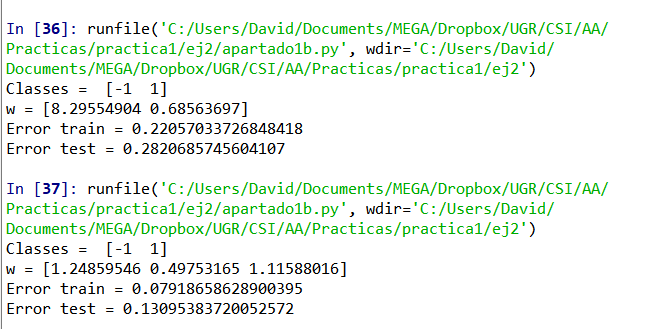 In [36]: runfile('C:/Users/David/Documents/MEGA/Dropbox/UGR/CSI/AA/
Practicas/practica1/ej2/apartado1b.py', wdir='C:/Users/David/
Documents/MEGA/Dropbox/UGR/CSI/AA/Practicas/practica1/ej2')
Classes =  [-1  1]
w = [8.29554904 0.68563697]
Error train = 0.22057033726848418
Error test = 0.2820685745604107
In [37]: runfile('C:/Users/David/Documents/MEGA/Dropbox/UGR/CSI/AA/
Practicas/practica1/ej2/apartado1b.py', wdir='C:/Users/David/
Documents/MEGA/Dropbox/UGR/CSI/AA/Practicas/practica1/ej2')
Classes =  [-1  1]
w = [1.24859546 0.49753165 1.11588016]
Error train = 0.07918658628900395
Error test = 0.13095383720052572